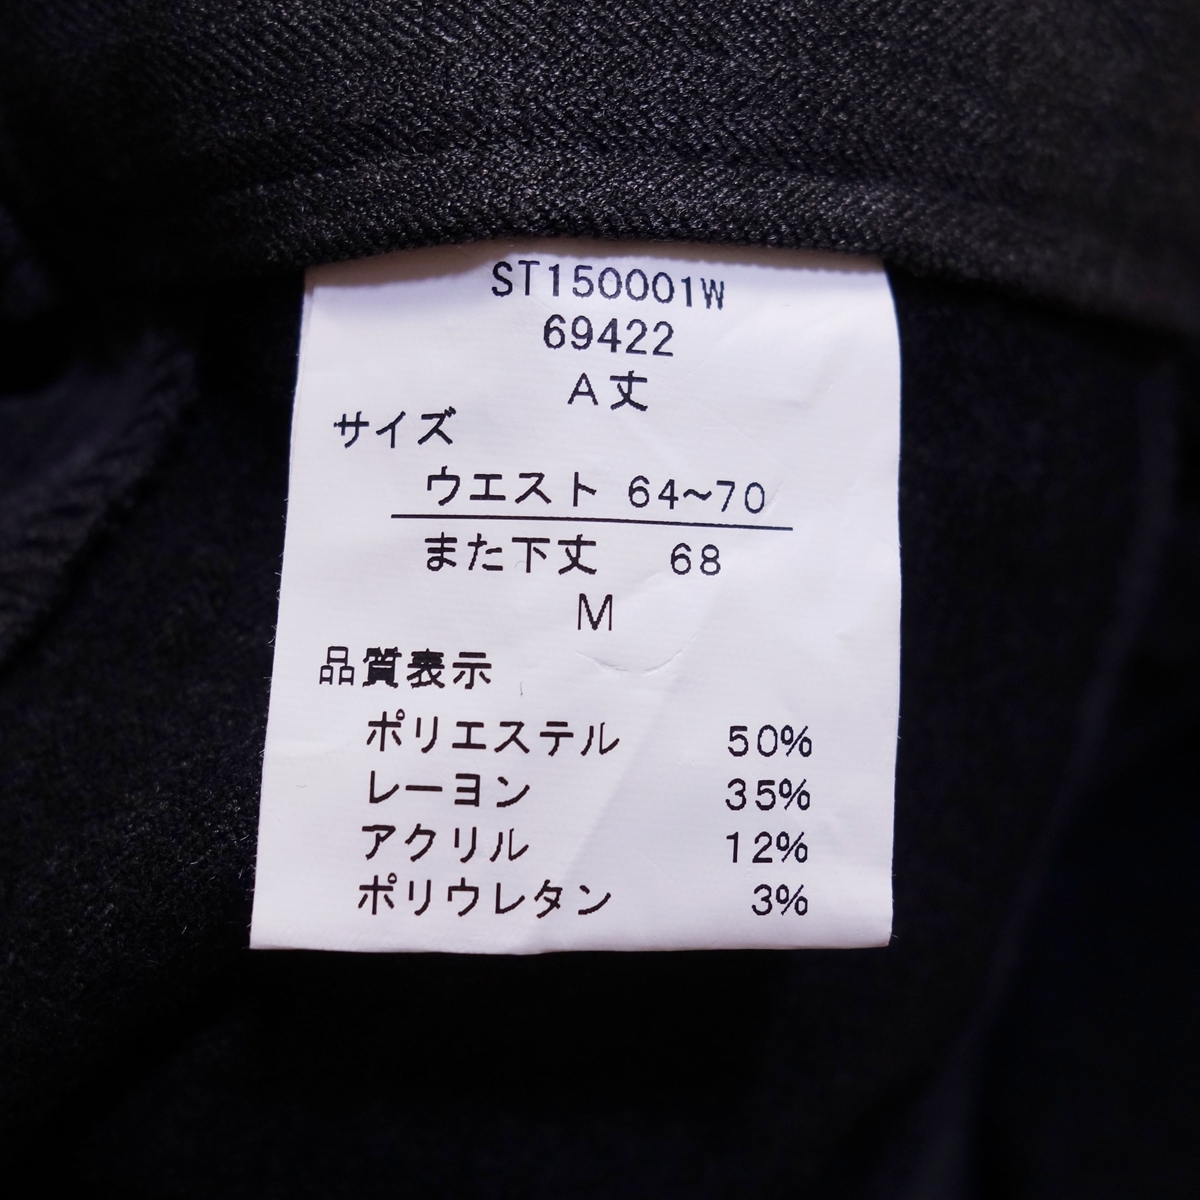 ST150001W
69422
A丈
サイズ
ウエスト 64~70
また下丈 68
M
品質表示
ポリエステル 50%
レーヨン 35%
アクリル 12%
ポリウレタン 3%